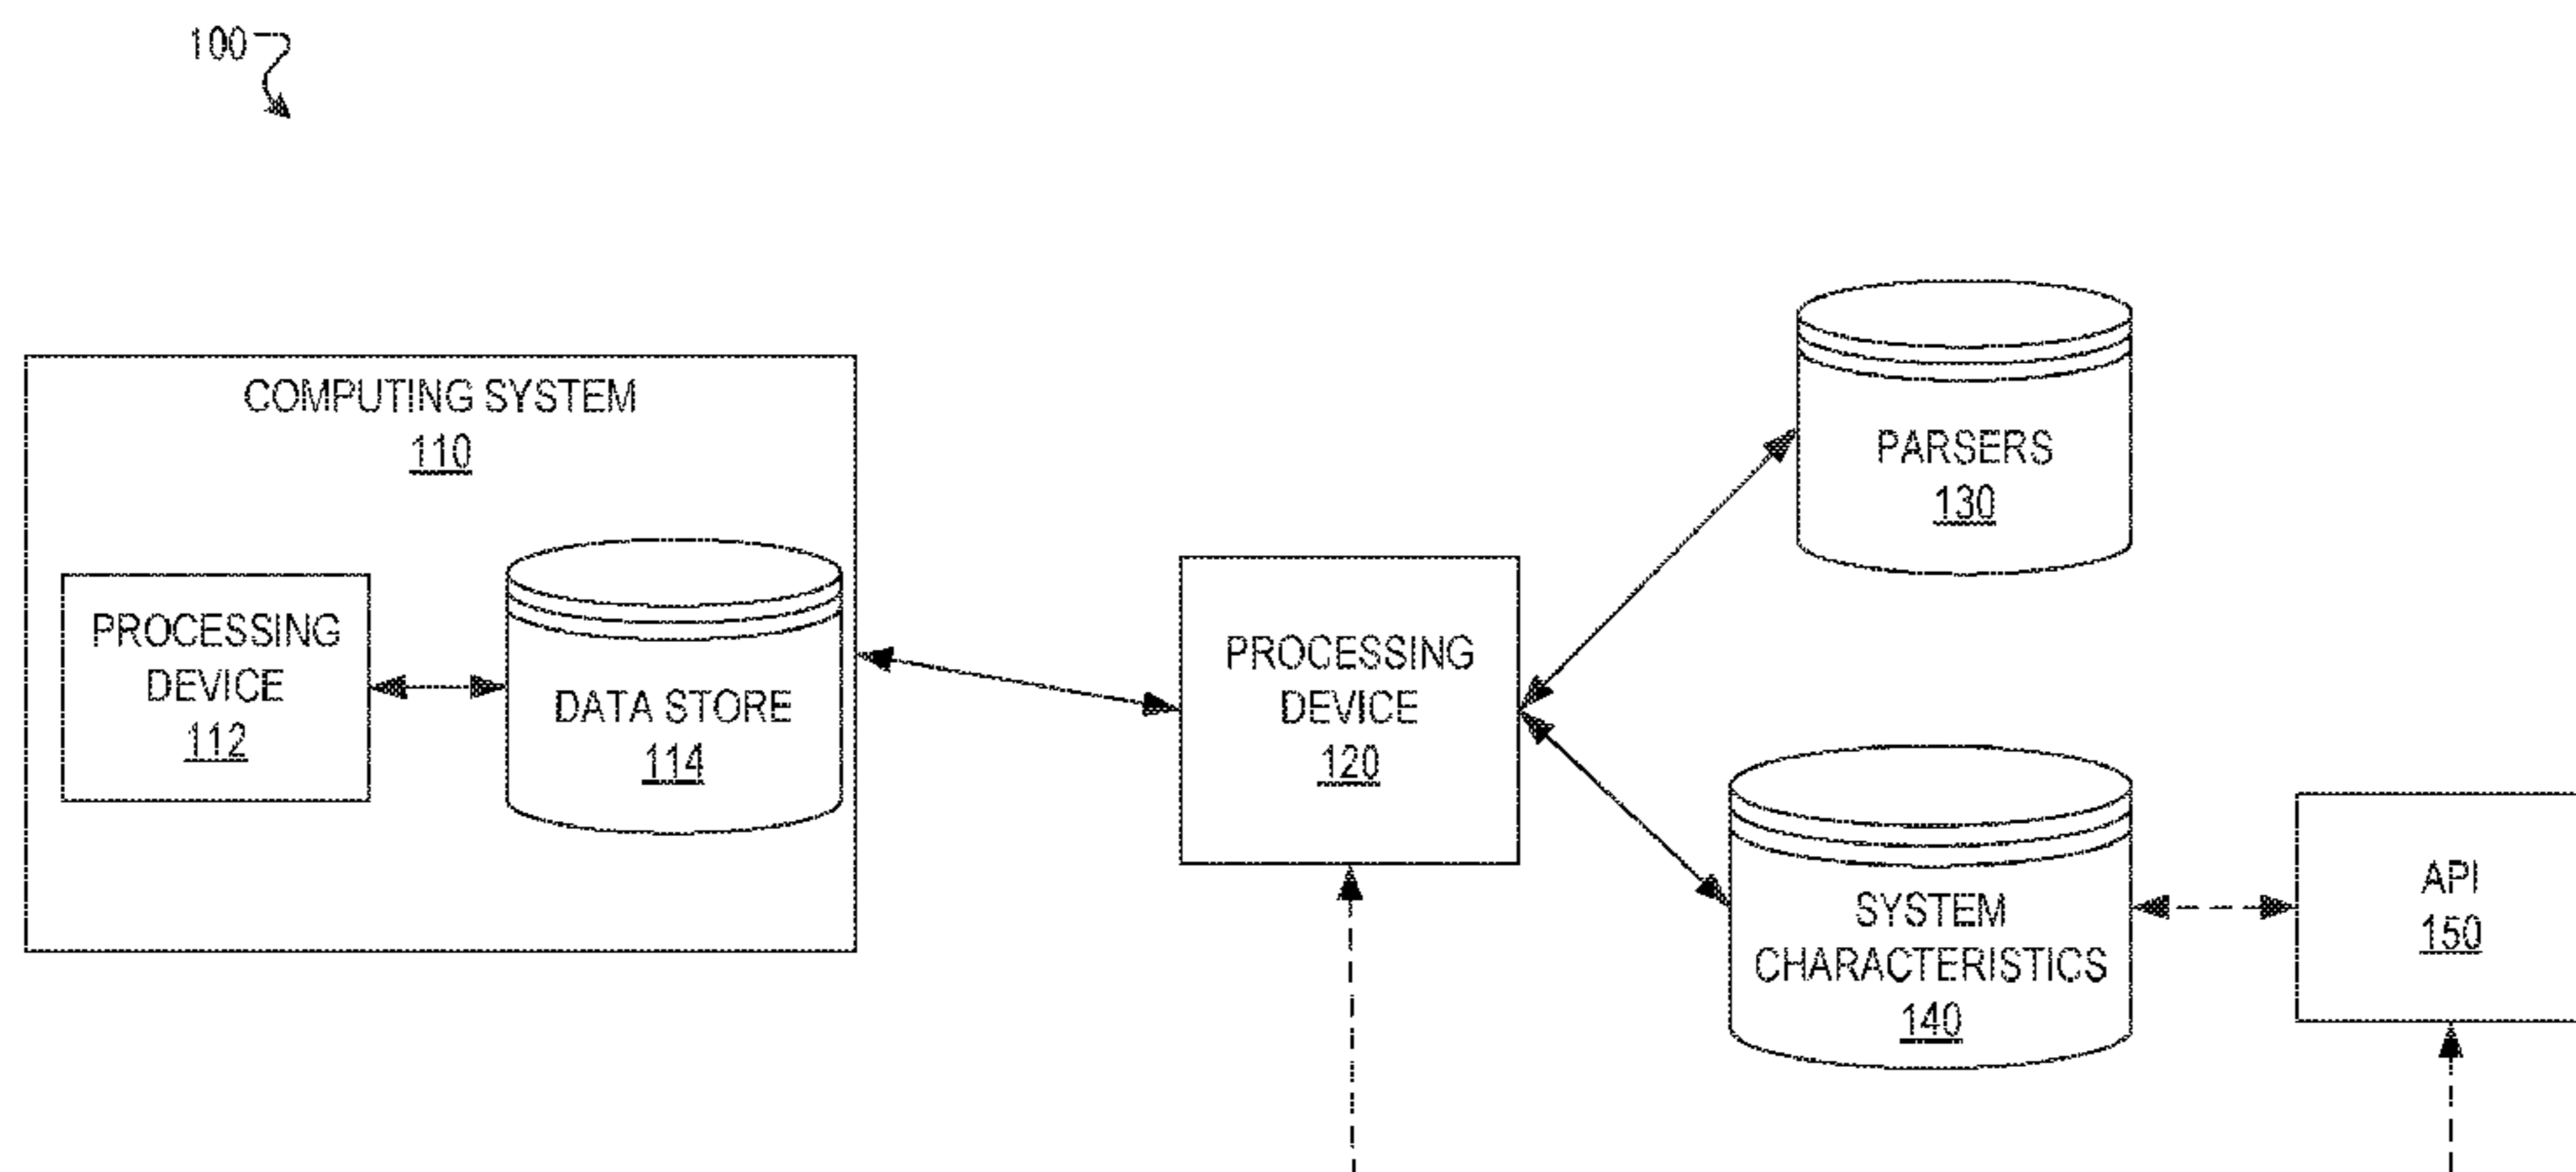 100
COMPUTING SYSTEM
110
PROCESSING
DEVICE
112
DATA STORE
114
PROCESSING
DEVICE
120
PARSERS
130
SYSTEM
CHARACTERISTICS
140
API
150